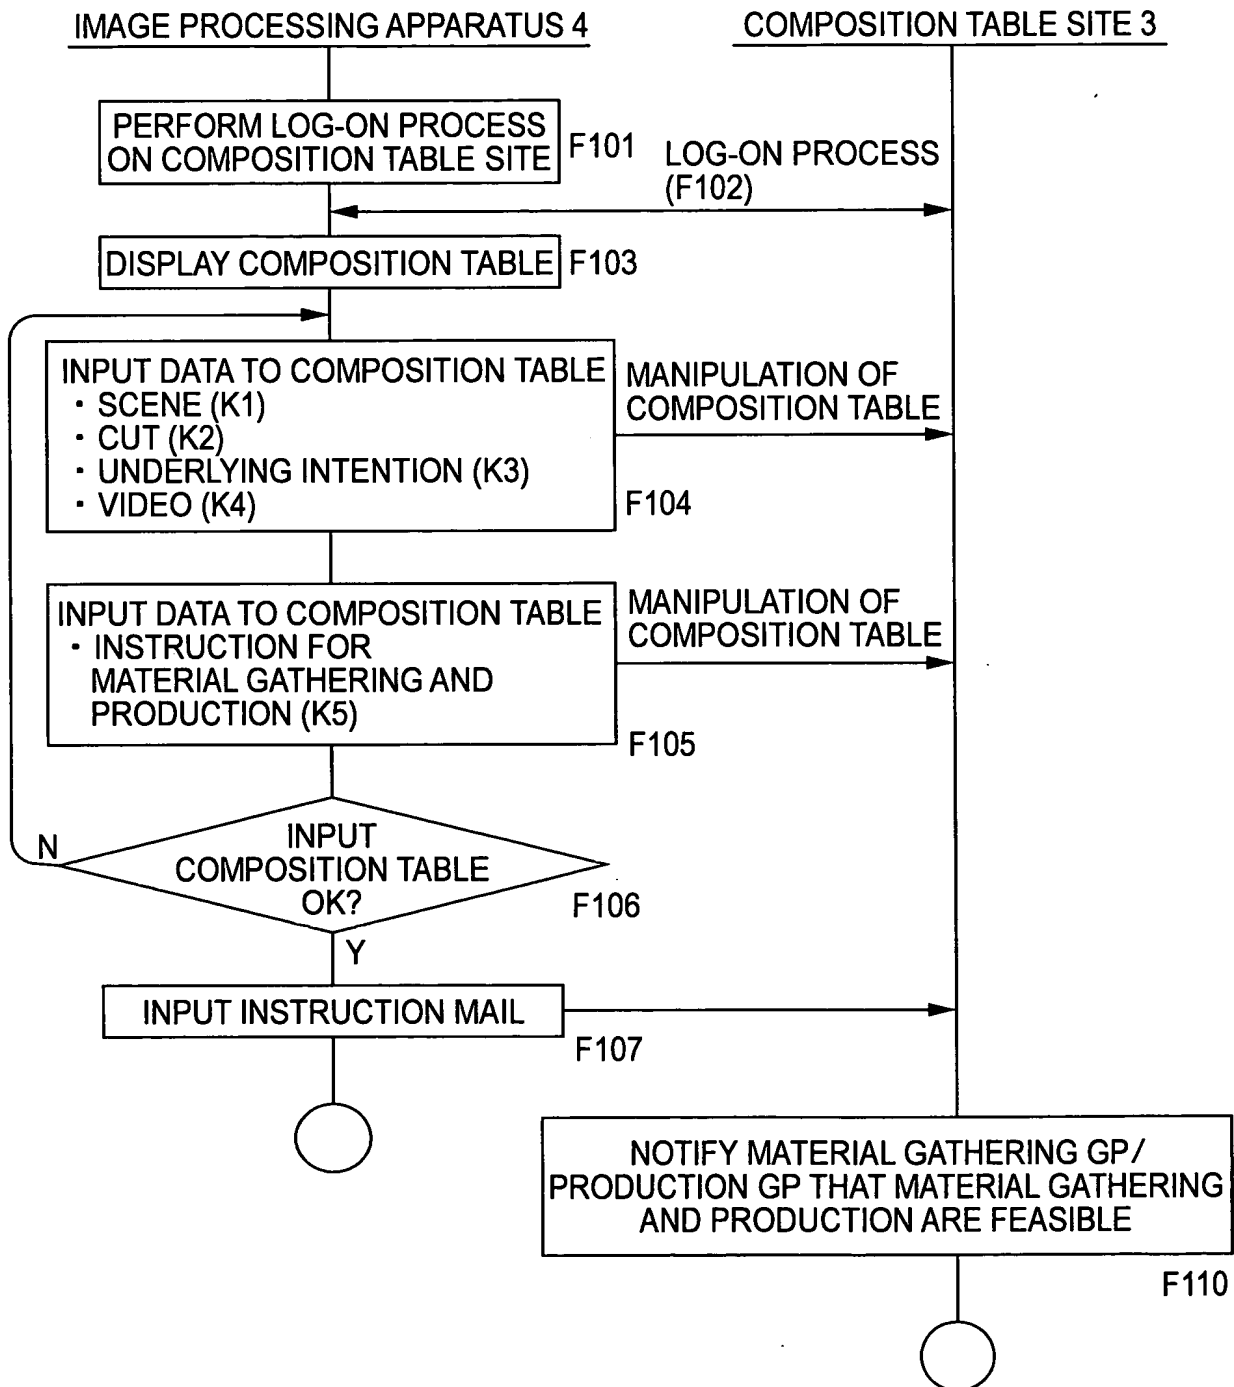 IMAGE PROCESSING APPARATUS 4
COMPOSITION TABLE SITE 3
PERFORM LOG-ON PROCESS
ON COMPOSITION TABLE SITE
F101
LOG-ON PROCESS
(F102)
DISPLAY COMPOSITION TABLE
F103
INPUT DATA TO COMPOSITION TABLE
· SCENE (K1)
· CUT (K2)
· UNDERLYING INTENTION (K3)
· VIDEO (K4)
MANIPULATION OF
COMPOSITION TABLE
F104
INPUT DATA TO COMPOSITION TABLE
· INSTRUCTION FOR
MATERIAL GATHERING AND
PRODUCTION (K5)
MANIPULATION OF
COMPOSITION TABLE
F105
N
INPUT
COMPOSITION TABLE
OK?
F106
Y
INPUT INSTRUCTION MAIL
F107
NOTIFY MATERIAL GATHERING GP/
PRODUCTION GP THAT MATERIAL GATHERING
AND PRODUCTION ARE FEASIBLE
F110